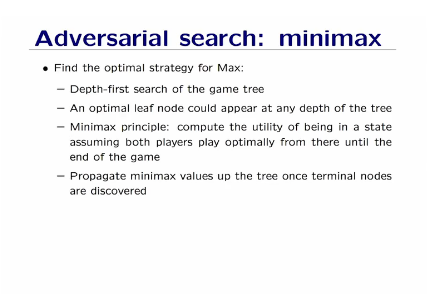 Adversarial search: minimax
• Find the optimal strategy for Max:
– Depth-first search of the game tree
– An optimal leaf node could appear at any depth of the tree
– Minimax principle: compute the utility of being in a state
assuming both players play optimally from there until the
end of the game
– Propagate minimax values up the tree once terminal nodes
are discovered